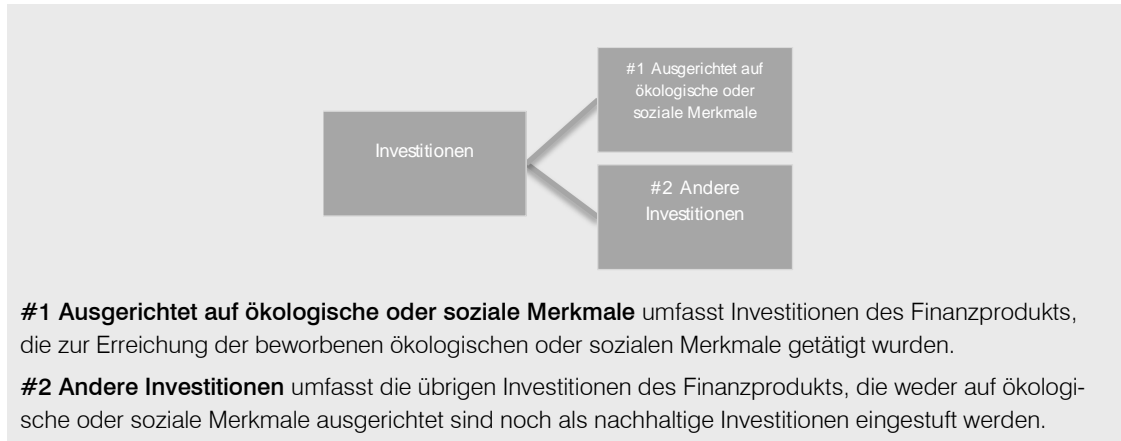 #1 Ausgerichtet auf
ökologische oder
soziale Merkmale
Investitionen
#2 Andere
Investitionen
#1 Ausgerichtet auf ökologische oder soziale Merkmale umfasst Investitionen des Finanzprodukts,
die zur Erreichung der beworbenen ökologischen oder sozialen Merkmale getätigt wurden.
#2 Andere Investitionen umfasst die übrigen Investitionen des Finanzprodukts, die weder auf ökologi-
sche oder soziale Merkmale ausgerichtet sind noch als nachhaltige Investitionen eingestuft werden.